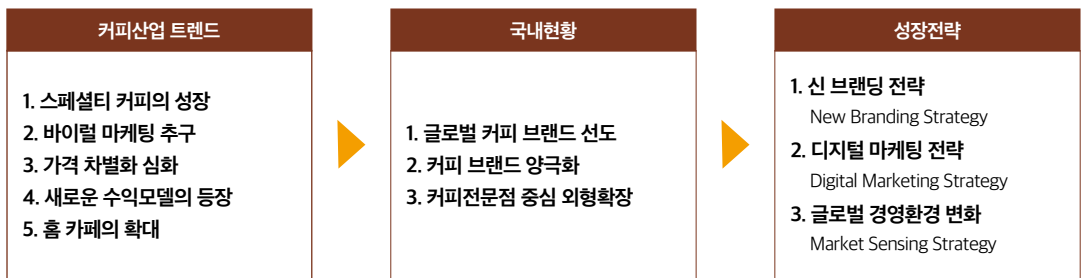 커피산업 트렌드
1. 스페셜티 커피의 성장
2. 바이럴 마케팅 추구
3. 가격 차별화 심화
4. 새로운 수익모델의 등장
5. 홈 카페의 확대
국내현황
1. 글로벌 커피 브랜드 선도
2. 커피 브랜드 양극화
3. 커피전문점 중심 외형확장
성장전략
1. 신 브랜딩 전략
New Branding Strategy
2. 디지털 마케팅 전략
Digital Marketing Strategy
3. 글로벌 경영환경 변화
Market Sensing Strategy